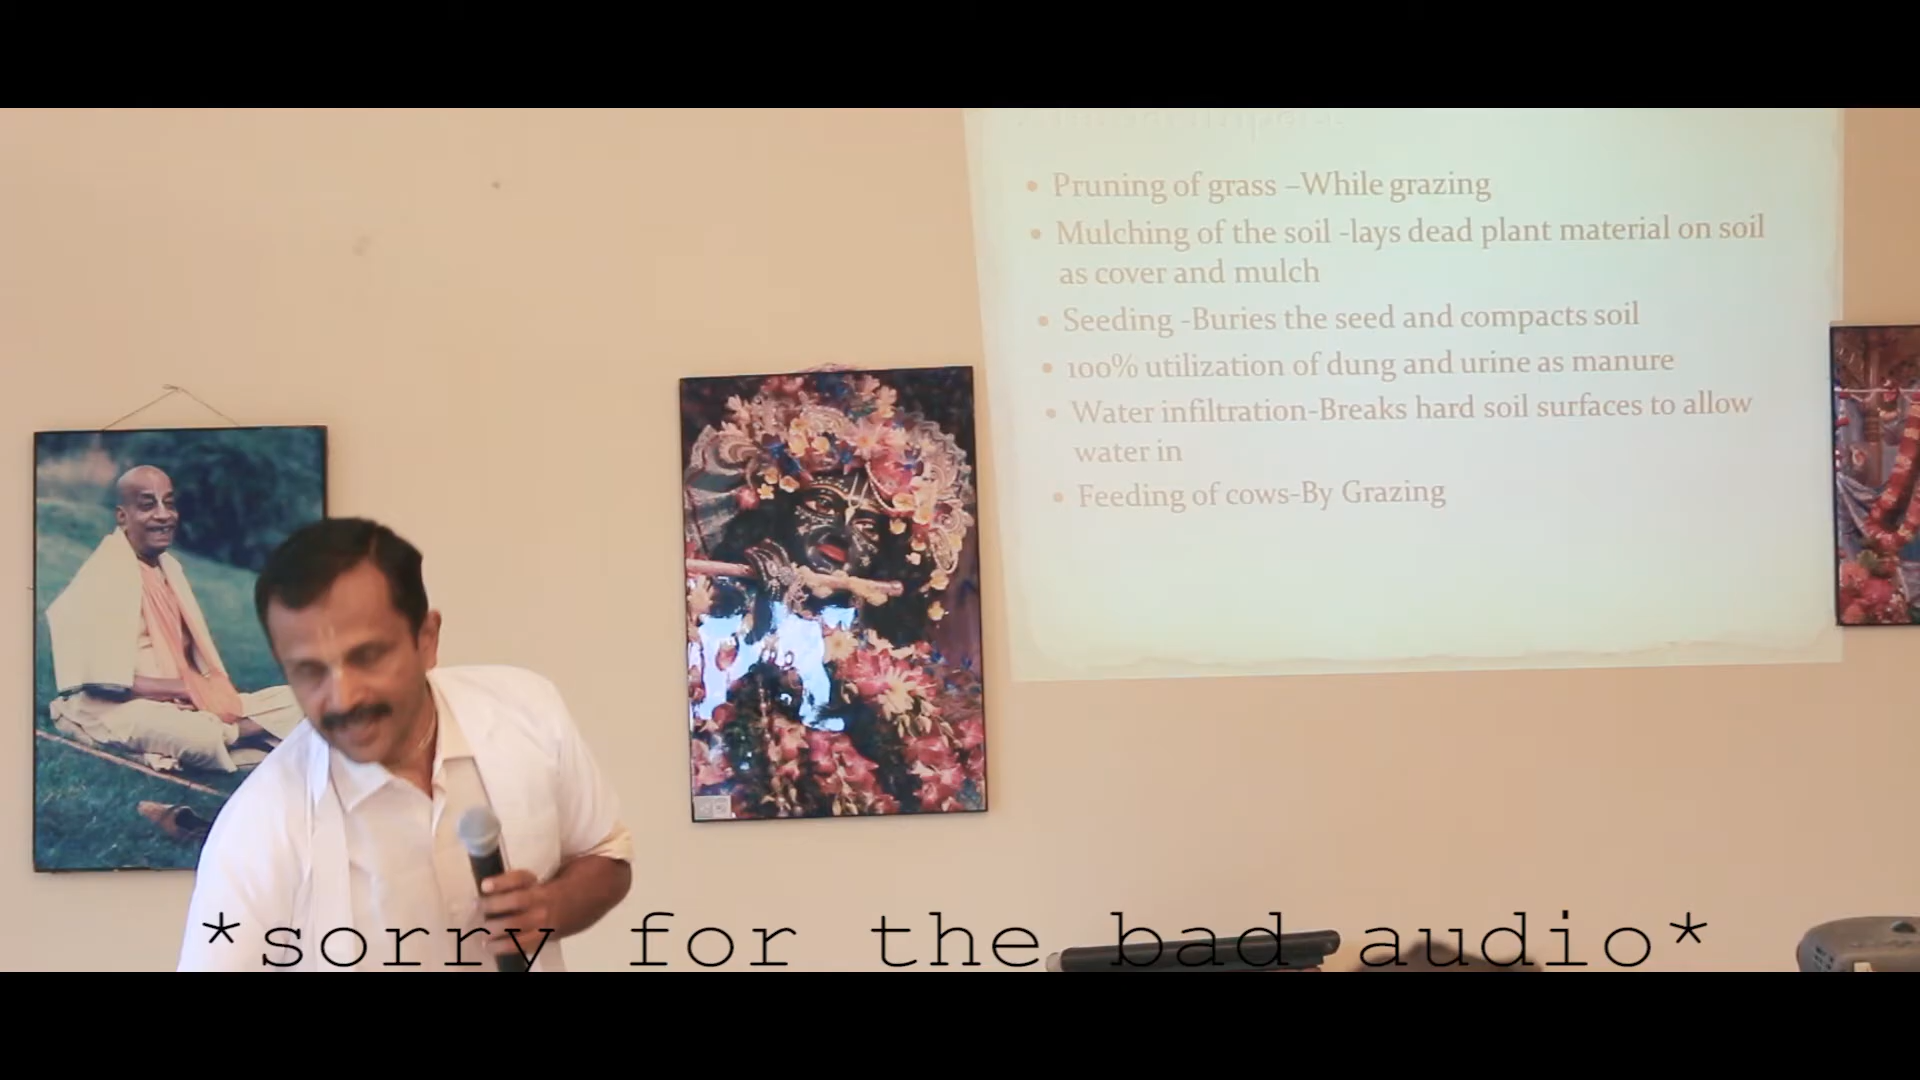 • Pruning of grass –While grazing
• Mulching of the soil -lays dead plant material on soil
as cover and mulch
• Seeding -Buries the seed and compacts soil
• 100% utilization of dung and urine as manure
• Water infiltration-Breaks hard soil surfaces to allow
water in
• Feeding of cows-By Grazing
*sorry for the bad audio*